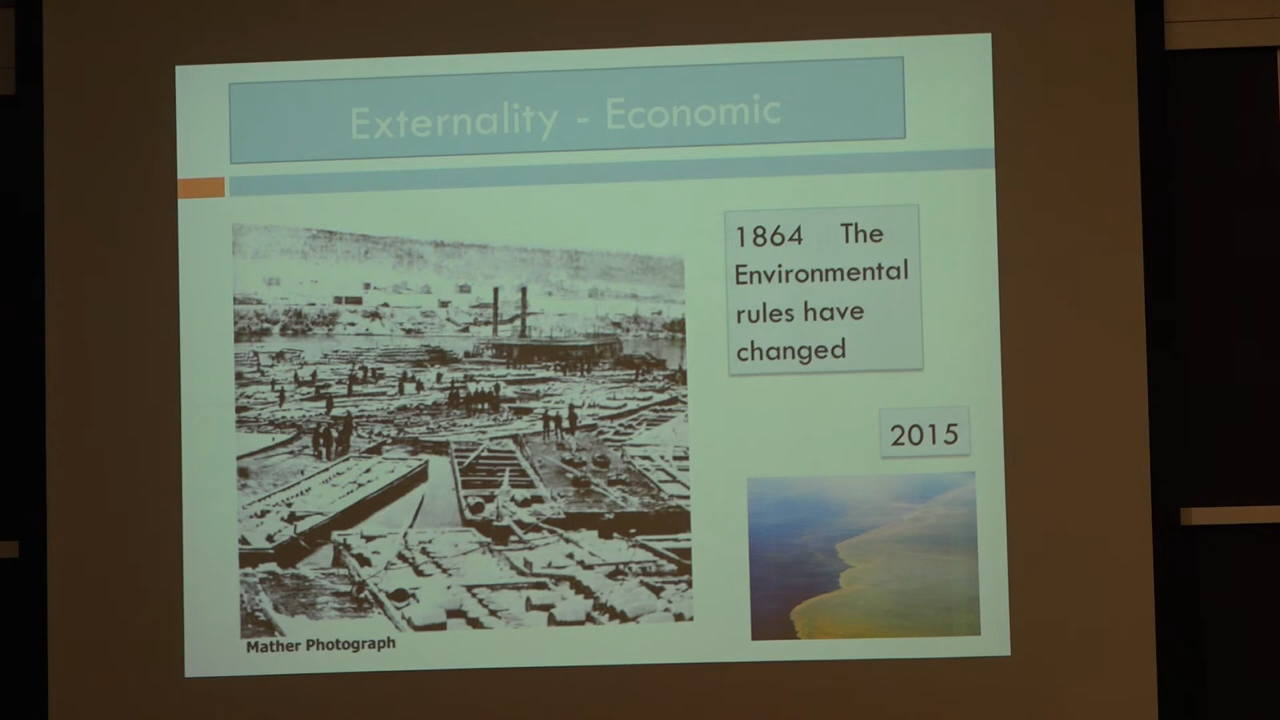 Externality - Economic
1864 The
Environmental
rules have
changed
2015
Mather Photograph